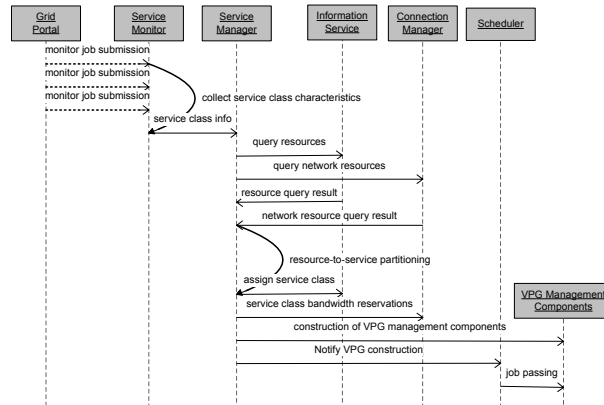 Grid
Portal
Service
Monitor
Service
Manager
Information
Service
Connection
Manager
Scheduler
monitor job submission
monitor job submission
monitor job submission
collect service class characteristics
service class info
query resources
query network resources
resource query result
network resource query result
resource-to-service partitioning
assign service class
service class bandwidth reservations
VPG Management
Components
construction of VPG management components
Notify VPG construction
job passing